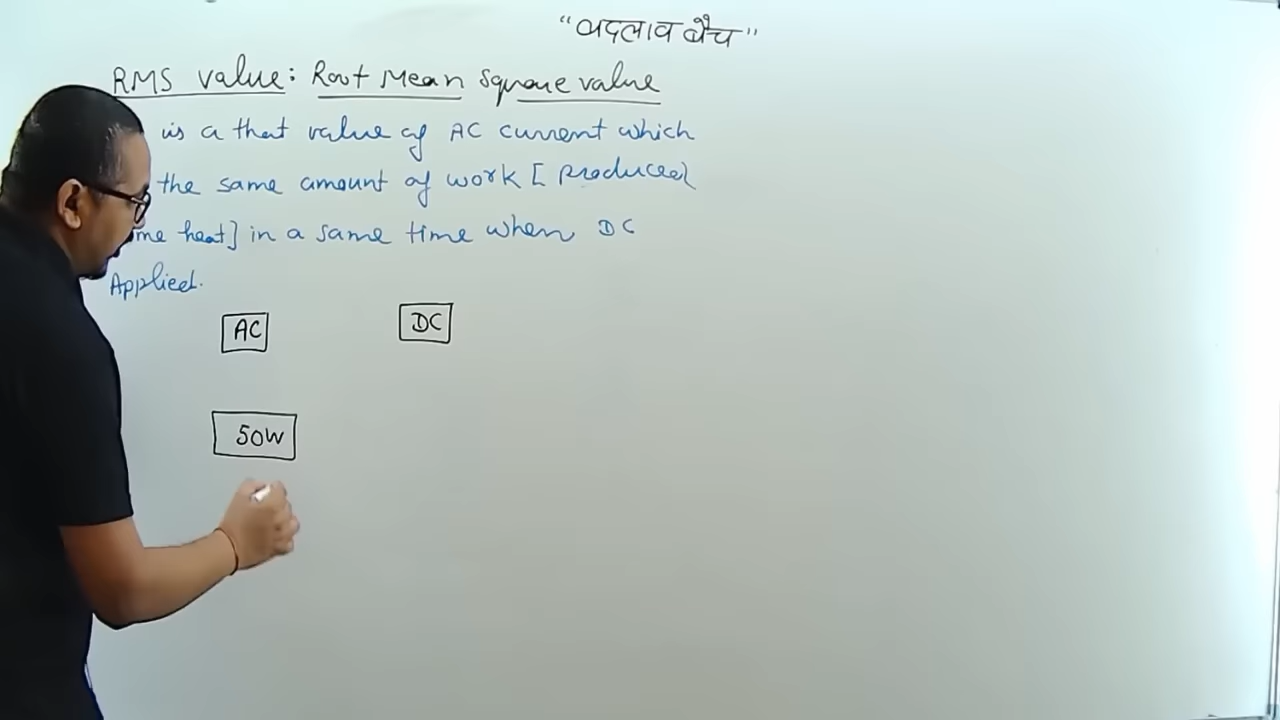 “बदलाव बैच”
RMS value: Root Mean Square value
is a that value of AC current which
the same amount of work [ produced
me heat] in a same time when DC
Applied.
AC DC
50W